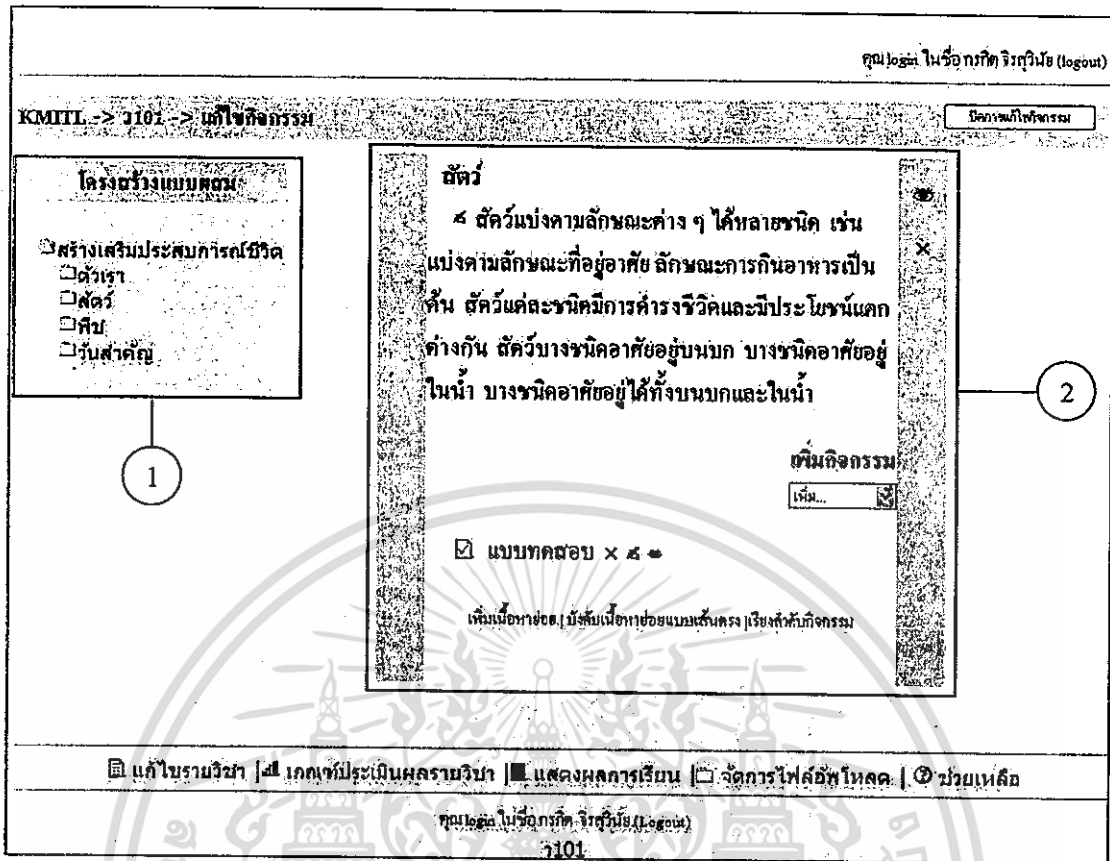 คุณ login ในชื่อ กรกิต จิรสุวินัย (logout)
KMITL -> ว101 -> แก้ไขกิจกรรม
ปิดการแก้ไขกิจกรรม
โครงสร้างแบบผสม
สร้างเสริมประสบการณ์ชีวิต
ตัวเรา
สัตว์
พืช
วันสำคัญ
1
สัตว์
สัตว์แบ่งตามลักษณะต่าง ๆ ได้หลายชนิด เช่น
แบ่งตามลักษณะที่อยู่อาศัย ลักษณะการกินอาหารเป็น
ต้น สัตว์แต่ละชนิดมีการดำรงชีวิตและมีประโยชน์แตก
ต่างกัน สัตว์บางชนิดอาศัยอยู่บนบก บางชนิดอาศัยอยู่
ในน้ำ บางชนิดอาศัยอยู่ได้ทั้งบนบกและในน้ำ
2
เพิ่มกิจกรรม
เพิ่ม...
แบบทดสอบ
เพิ่มเนื้อหาย่อย | บังคับเนื้อหาย่อยแบบเส้นตรง | เรียงลำดับกิจกรรม
แก้ไขรายวิชา | เกณฑ์ประเมินผลรายวิชา | แสดงผลการเรียน | จัดการไฟล์อัพโหลด | ช่วยเหลือ
คุณ login ในชื่อ กรกิต จิรสุวินัย (Logout)
ว101